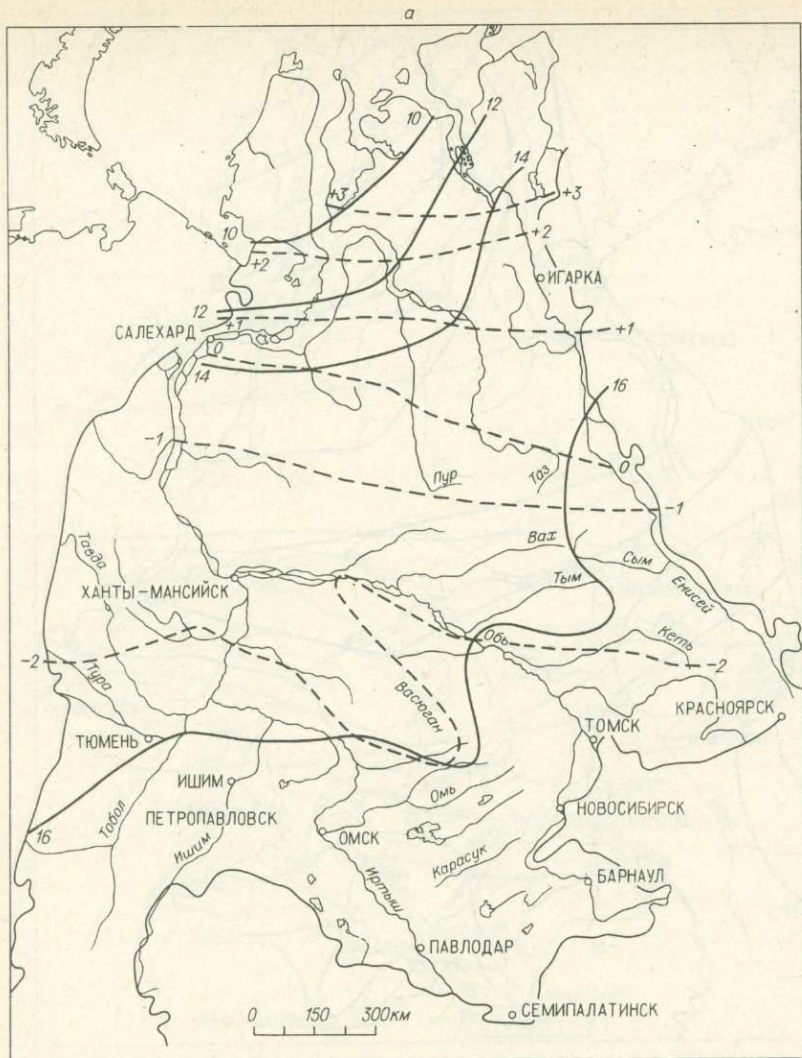 а
10
12
14
+3
+3
10
+2
+2
ИГАРКА
12
+1
+1
САЛЕХАРД
0
14
16
-1
Пур
Таз
0
-1
Вах
Сым
Тавда
Тым
Енисей
ХАНТЫ-МАНСИЙСК
Обь
Кеть
-2
-2
Тура
Васюган
КРАСНОЯРСК
ТЮМЕНЬ
ТОМСК
ИШИМ
Омь
Тобол
ПЕТРОПАВЛОВСК
НОВОСИБИРСК
16
ОМСК
Ишим
Карасук
БАРНАУЛ
Иртыш
ПАВЛОДАР
0 150 300км
СЕМИПАЛАТИНСК